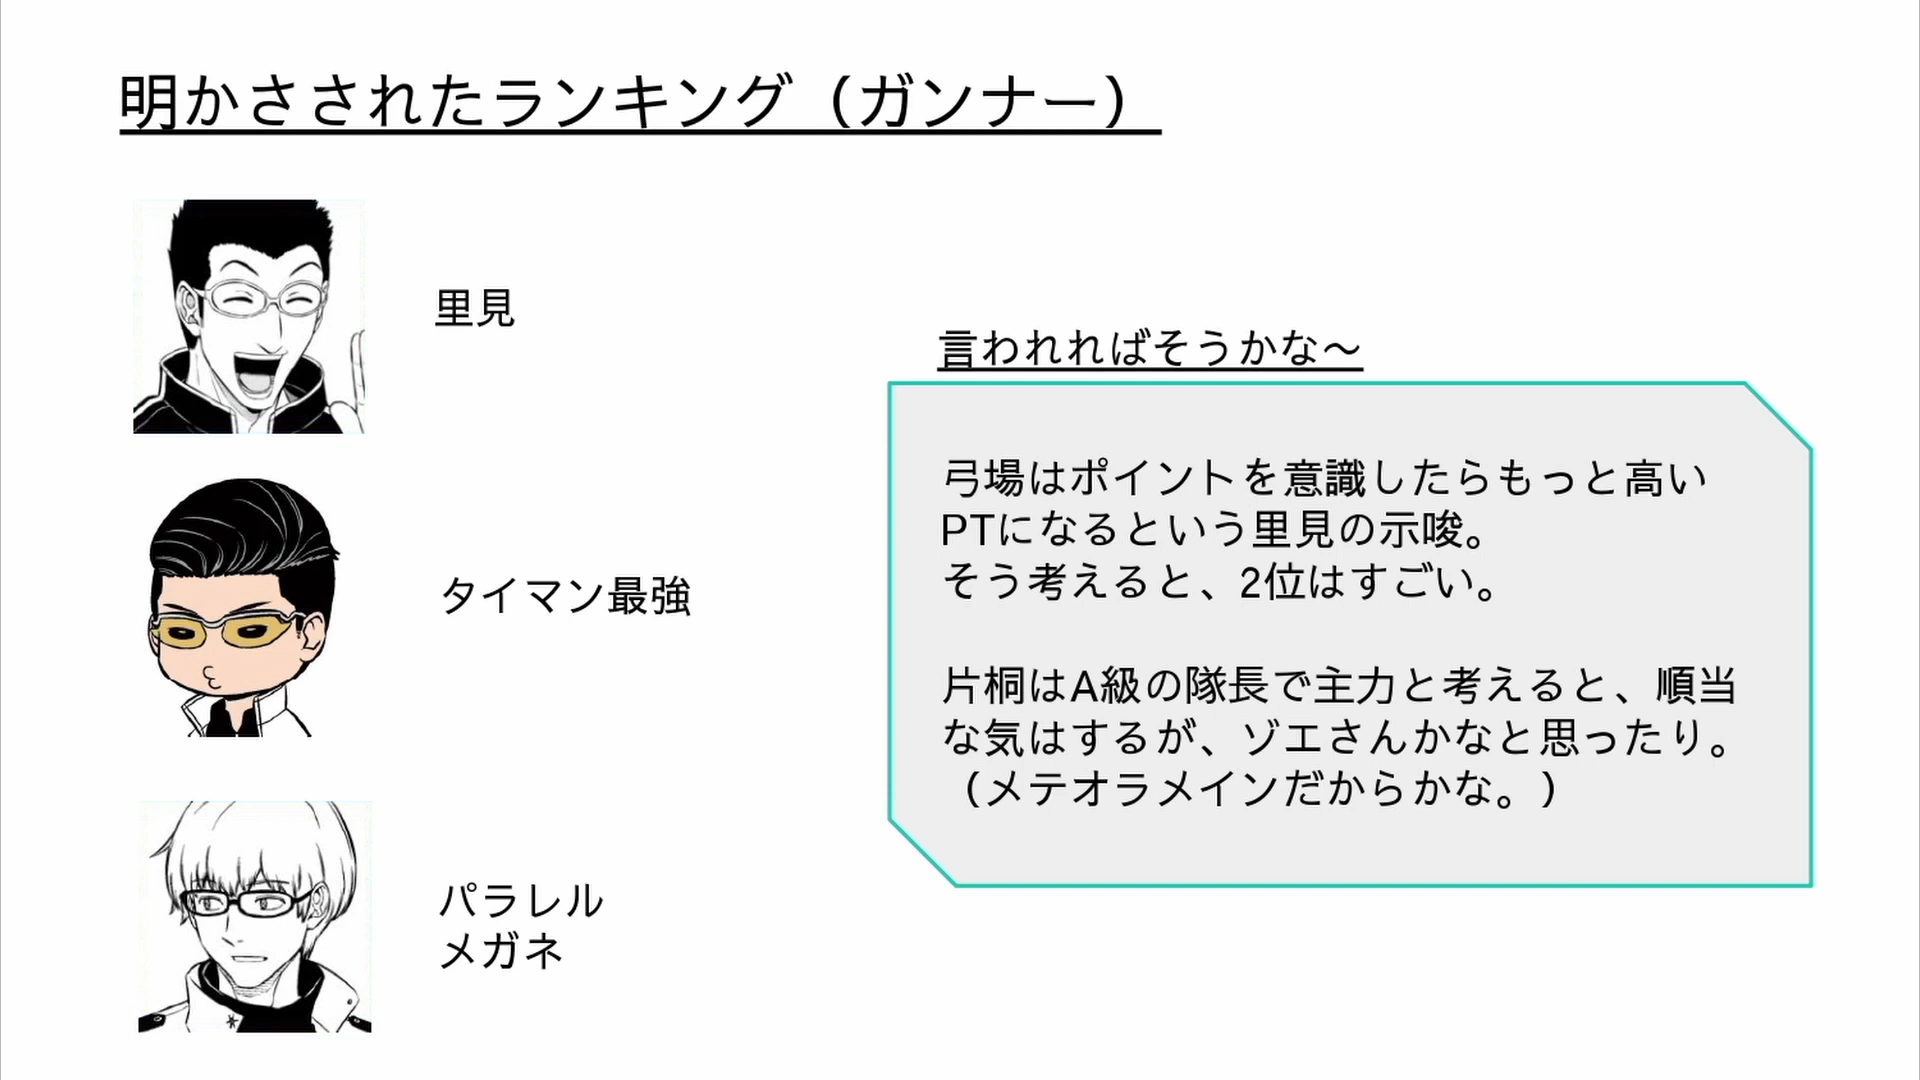 明かさされたランキング（ガンナー）
里見
タイマン最強
パラレル
メガネ
言われればそうかな～
弓場はポイントを意識したらもっと高い
PTになるという里見の示唆。
そう考えると、2位はすごい。
片桐はA級の隊長で主力と考えると、順当
な気はするが、ゾエさんかなと思ったり。
（メテオラメインだからかな。）